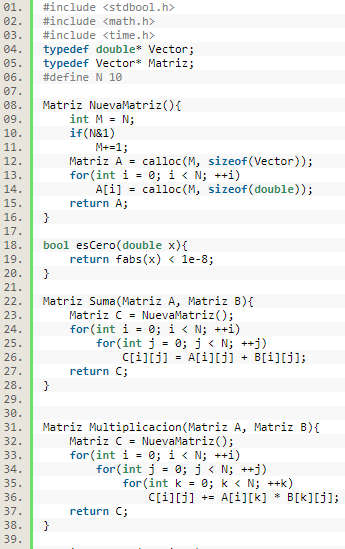 01. #include <stdbool.h>
02. #include <math.h>
03. #include <time.h>
04. typedef double* Vector;
05. typedef Vector* Matriz;
06. #define N 10
07.
08. Matriz NuevaMatriz(){
09.     int M = N;
10.     if(N&1)
11.         M+=1;
12.     Matriz A = calloc(M, sizeof(Vector));
13.     for(int i = 0; i < N; ++i)
14.         A[i] = calloc(M, sizeof(double));
15.     return A;
16. }
17.
18. bool esCero(double x){
19.     return fabs(x) < 1e-8;
20. }
21.
22. Matriz Suma(Matriz A, Matriz B){
23.     Matriz C = NuevaMatriz();
24.     for(int i = 0; i < N; ++i)
25.         for(int j = 0; j < N; ++j)
26.             C[i][j] = A[i][j] + B[i][j];
27.     return C;
28. }
29.
30.
31. Matriz Multiplicacion(Matriz A, Matriz B){
32.     Matriz C = NuevaMatriz();
33.     for(int i = 0; i < N; ++i)
34.         for(int j = 0; j < N; ++j)
35.             for(int k = 0; k < N; ++k)
36.                 C[i][j] += A[i][k] * B[k][j];
37.     return C;
38. }
39.